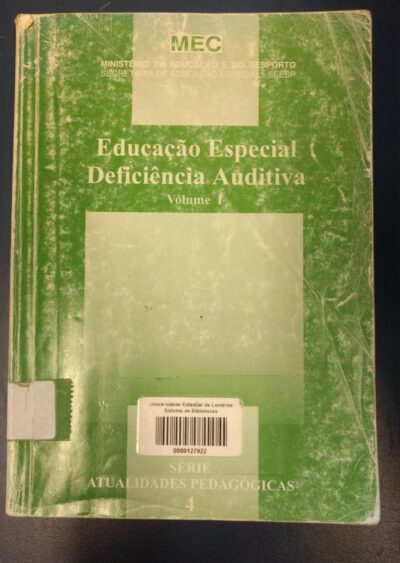 MEC
MINISTÉRIO DA EDUCAÇÃO E DO DESPORTO
SECRETARIA DE EDUCAÇÃO ESPECIAL - SEESP
Educação Especial
Deficiência Auditiva
Volume I
Universidade Estadual de Londrina
Sistema de Bibliotecas
0000127922
SÉRIE
ATUALIDADES PEDAGÓGICAS
4